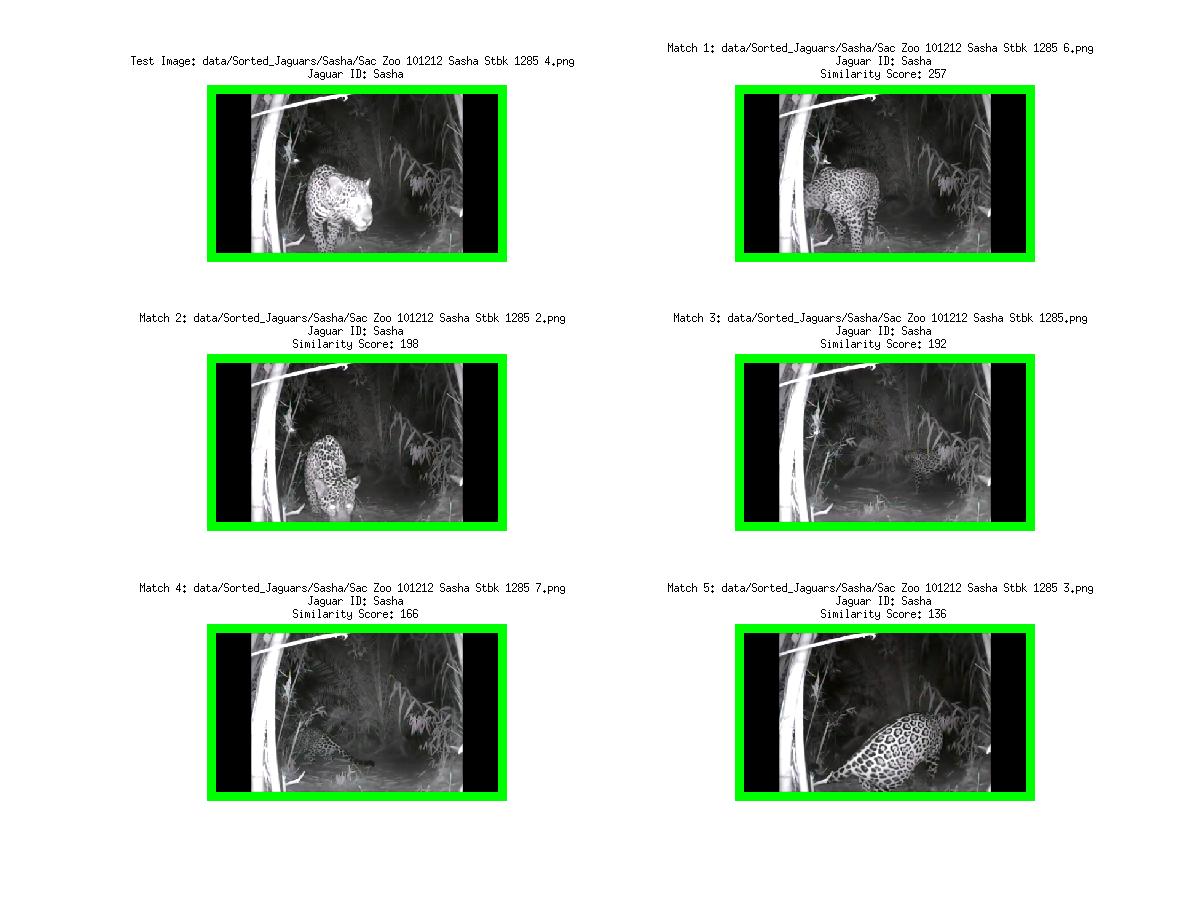 Test Image: data/Sorted_Jaguars/Sasha/Sac Zoo 101212 Sasha Stbk 1285 4.png
Jaguar ID: Sasha
Match 1: data/Sorted_Jaguars/Sasha/Sac Zoo 101212 Sasha Stbk 1285 6.png
Jaguar ID: Sasha
Similarity Score: 257
Match 2: data/Sorted_Jaguars/Sasha/Sac Zoo 101212 Sasha Stbk 1285 2.png
Jaguar ID: Sasha
Similarity Score: 198
Match 3: data/Sorted_Jaguars/Sasha/Sac Zoo 101212 Sasha Stbk 1285.png
Jaguar ID: Sasha
Similarity Score: 192
Match 4: data/Sorted_Jaguars/Sasha/Sac Zoo 101212 Sasha Stbk 1285 7.png
Jaguar ID: Sasha
Similarity Score: 166
Match 5: data/Sorted_Jaguars/Sasha/Sac Zoo 101212 Sasha Stbk 1285 3.png
Jaguar ID: Sasha
Similarity Score: 136